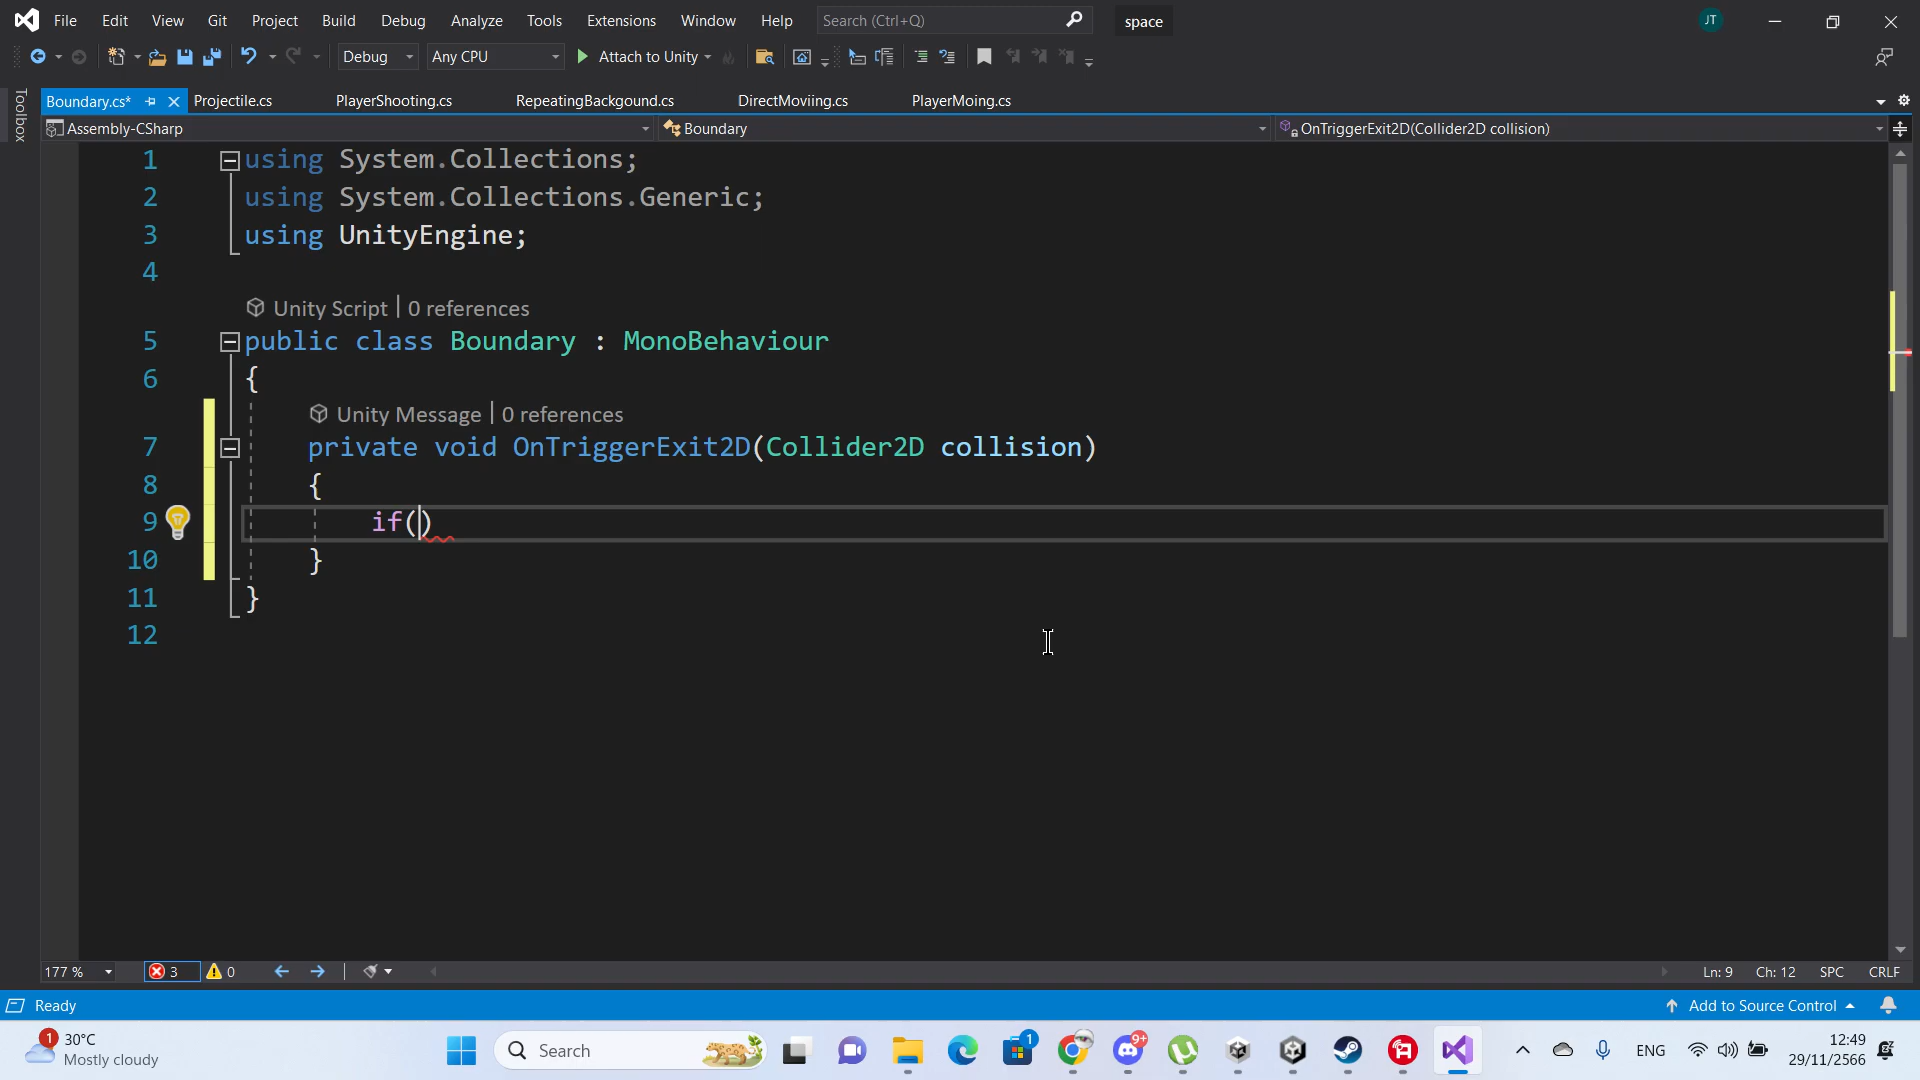 File Edit View Git Project Build Debug Analyze Tools Extensions Window Help Search (Ctrl+Q) space JT
Debug Any CPU Attach to Unity
Toolbox
Boundary.cs* Projectile.cs PlayerShooting.cs RepeatingBackgound.cs DirectMoviing.cs PlayerMoing.cs
Assembly-CSharp Boundary OnTriggerExit2D(Collider2D collision)
1 using System.Collections;
2 using System.Collections.Generic;
3 using UnityEngine;
4
Unity Script | 0 references
5 public class Boundary : MonoBehaviour
6 {
Unity Message | 0 references
7 private void OnTriggerExit2D(Collider2D collision)
8 {
9 if()
10 }
11 }
12
177 % 3 0 Ln: 9 Ch: 12 SPC CRLF
Ready Add to Source Control
1 30°C
Mostly cloudy
Search 1 9+ ENG
12:49
29/11/2566